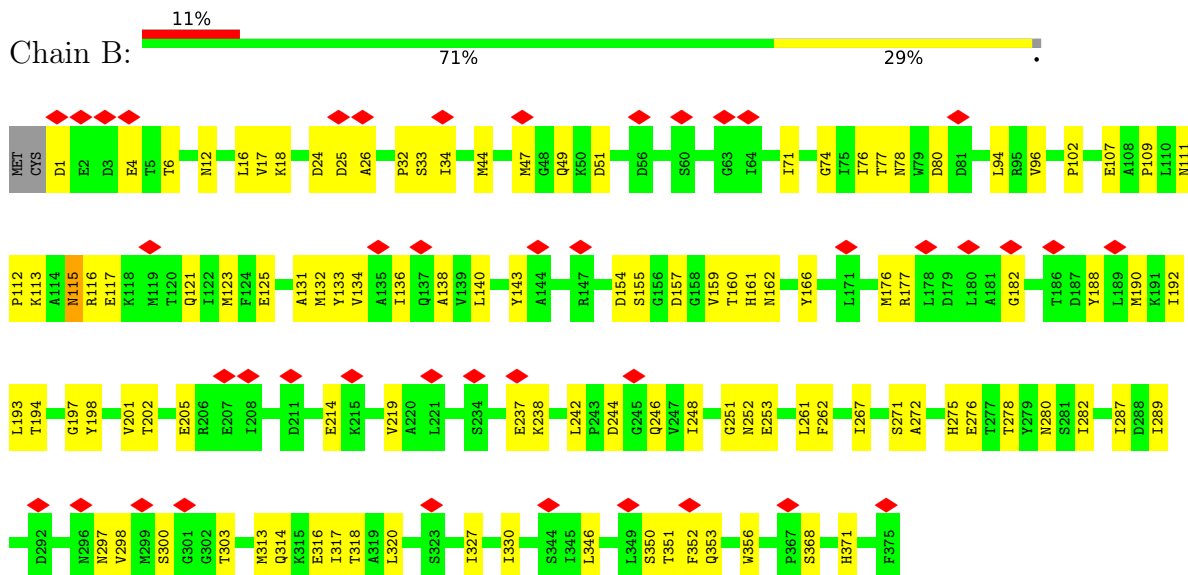 11%
Chain B:
71% 29% •
MET CYS D1 E2 D3 E4 T5 T6 N12 L16 V17 K18 D24 D25 A26 P32 S33 I34 M44 M47 G48 Q49 K50 D51 D56 S60 G63 I64 I71 G74 I75 I76 T77 N78 W79 D80 D81 L94 R95 V96 P102 E107 A108 P109 L110 N111
P112 K113 A114 N115 R116 E117 K118 M119 T120 Q121 I122 M123 F124 E125 A131 M132 Y133 V134 A135 I136 Q137 A138 V139 L140 Y143 A144 R147 D154 S155 G156 D157 G158 V159 T160 H161 N162 Y166 L171 M176 R177 L178 D179 L180 A181 G182 T186 D187 Y188 L189 M190 K191 I192
L193 T194 G197 Y198 V201 T202 E205 R206 E207 I208 D211 E214 K215 V219 A220 L221 S234 E237 K238 L242 P243 D244 G245 Q246 V247 I248 G251 N252 E253 L261 F262 I267 S271 A272 H275 E276 T277 T278 Y279 N280 S281 I282 I287 D288 I289
D292 N296 N297 V298 M299 S300 G301 G302 T303 M313 Q314 K315 E316 I317 T318 A319 L320 S323 I327 I330 S344 I345 L346 L349 S350 T351 F352 Q353 W356 P367 S368 H371 F375